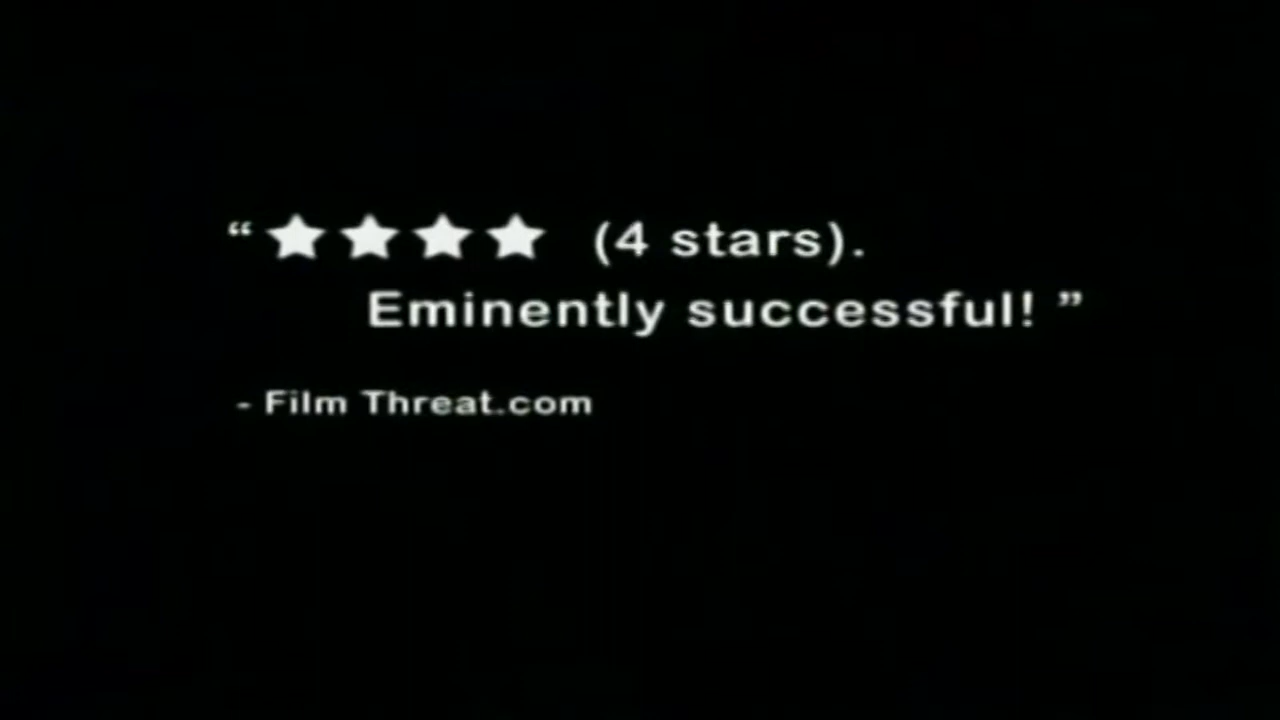 “★★★★ (4 stars).
Eminently successful! ”
- Film Threat.com